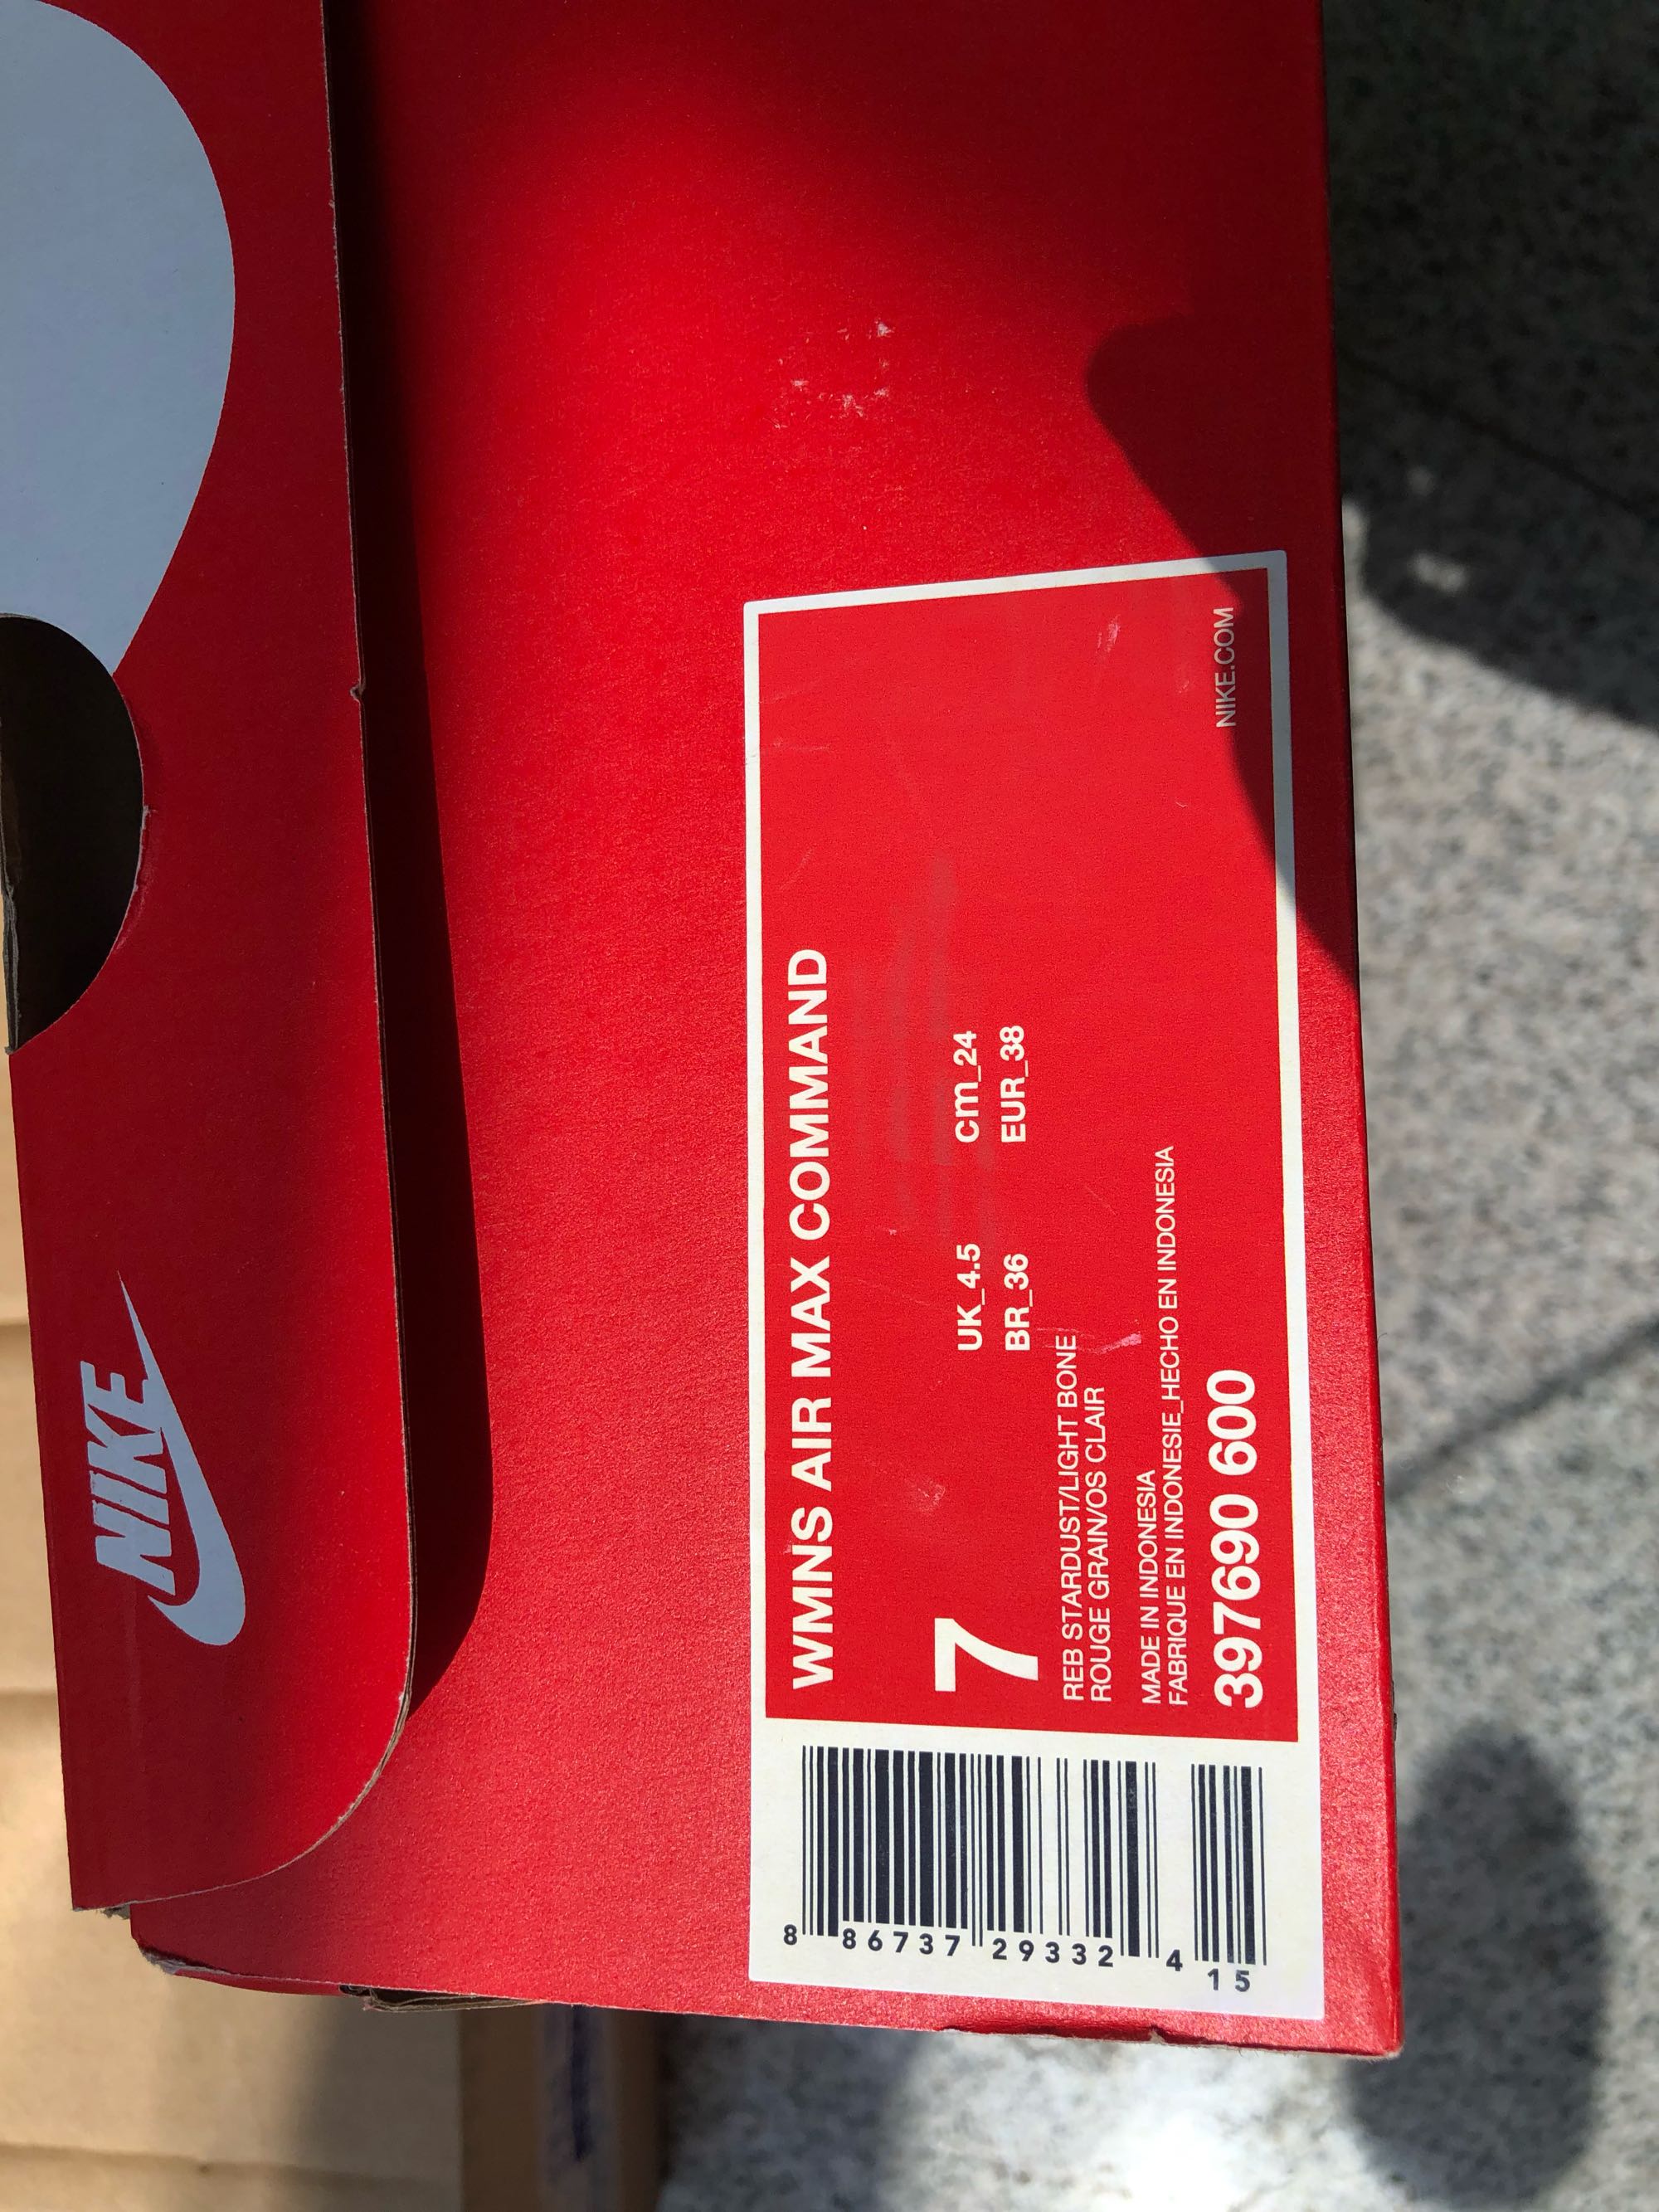 NIKE
WMNS AIR MAX COMMAND
7
UK_4.5 Cm_24
BR_36 EUR_38
REB STARDUST/LIGHT BONE
ROUGE GRAIN/OS CLAIR
MADE IN INDONESIA
FABRIQUE EN INDONESIE_HECHO EN INDONESIA
397690 600
NIKE.COM
8 86737 29332 4 15